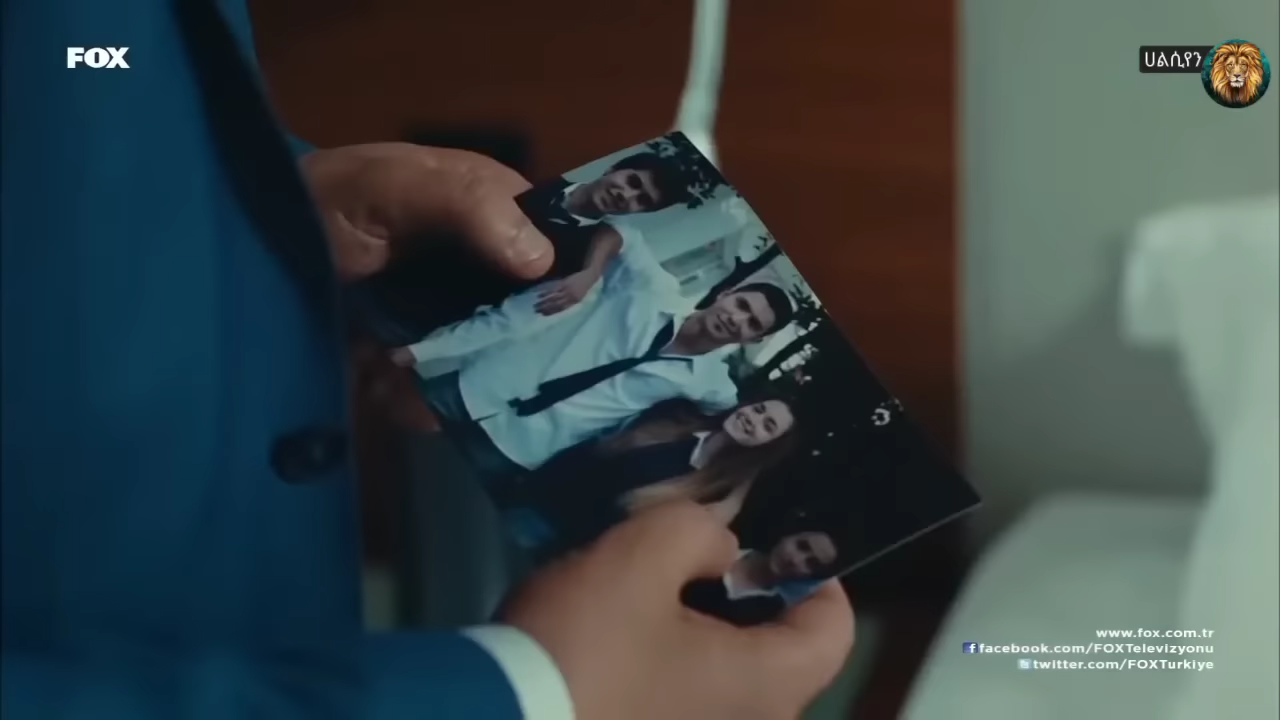 FOX
ሀልሲየን
www.fox.com.tr
facebook.com/FOXTelevizyonu
twitter.com/FOXTurkiye